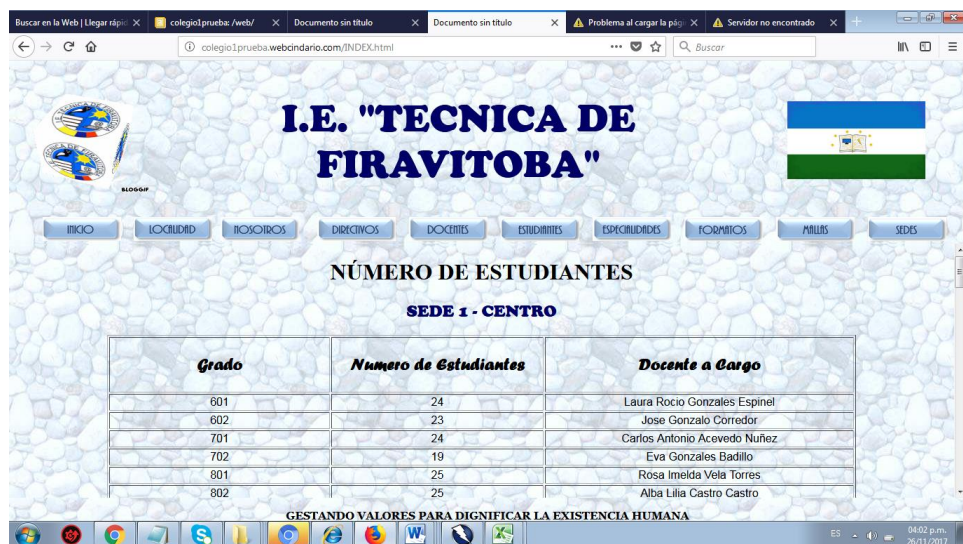 Buscar en la Web | Llegar rápid
colegio1prueba: /web/
Documento sin título
Documento sin título
Problema al cargar la pági
Servidor no encontrado
colegio1prueba.webcindario.com/INDEX.html
Buscar
I.E. "TECNICA DE
FIRAVITOBA"
BLOGGIF
INICIO LOCALIDAD NOSOTROS DIRECTIVOS DOCENTES ESTUDIANTES ESPECIALIDADES FORMATOS MALLAS SEDES
NÚMERO DE ESTUDIANTES
SEDE 1 - CENTRO
Grado Numero de Estudiantes Docente a Cargo
601 24 Laura Rocio Gonzales Espinel
602 23 Jose Gonzalo Corredor
701 24 Carlos Antonio Acevedo Nuñez
702 19 Eva Gonzales Badillo
801 25 Rosa Imelda Vela Torres
802 25 Alba Lilia Castro Castro
GESTANDO VALORES PARA DIGNIFICAR LA EXISTENCIA HUMANA
ES
04:02 p.m.
26/11/2017